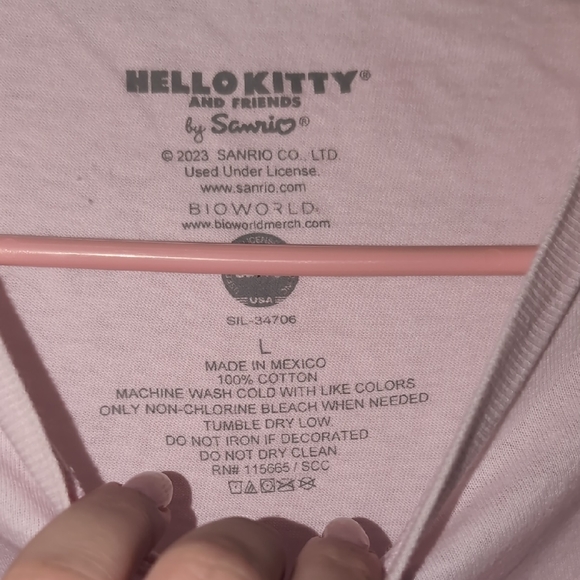 HELLO KITTY®
AND FRIENDS
by Sanrio®
© 2023 SANRIO CO., LTD.
Used Under License.
www.sanrio.com
BIOWORLD
www.bioworldmerch.com
USA
SIL-34706
L
MADE IN MEXICO
100% COTTON
MACHINE WASH COLD WITH LIKE COLORS
ONLY NON-CHLORINE BLEACH WHEN NEEDED
TUMBLE DRY LOW.
DO NOT IRON IF DECORATED
DO NOT DRY CLEAN
RN# 115665 / SCC